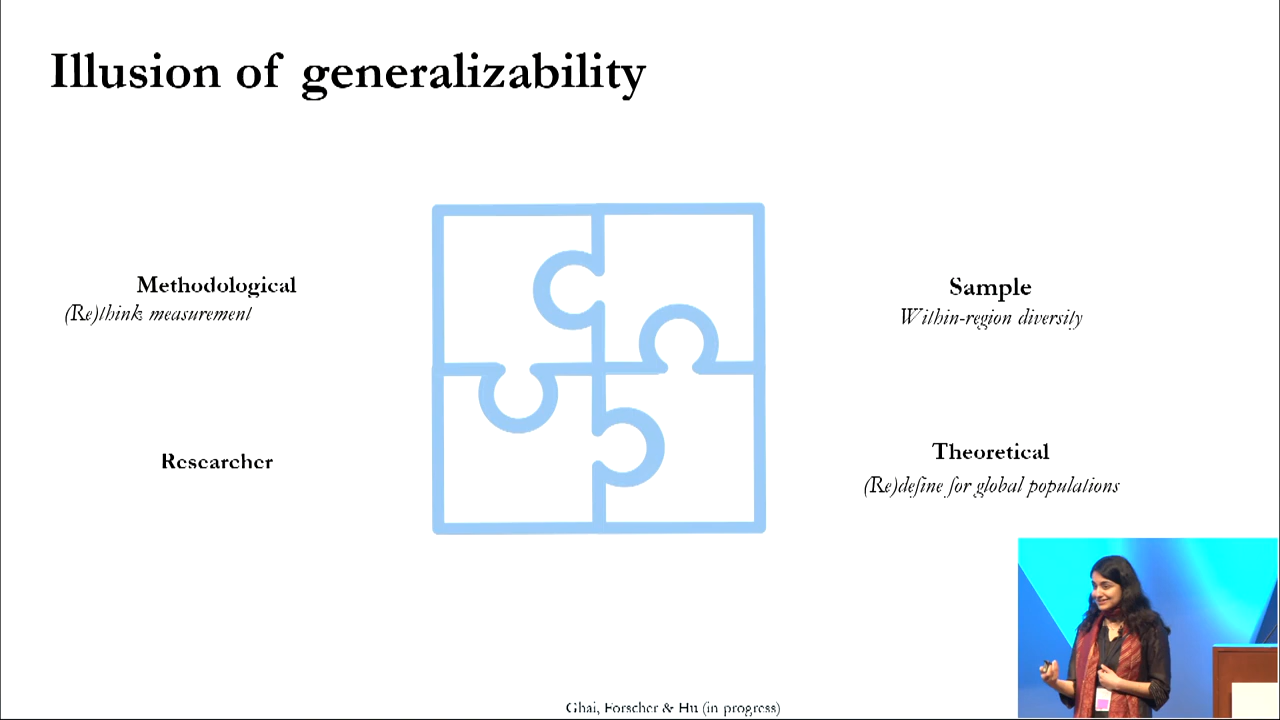 Illusion of generalizability
Methodological
(Re)think measurement
Sample
Within-region diversity
Researcher
Theoretical
(Re)define for global populations
Ghai, Forscher & Hu (in progress)